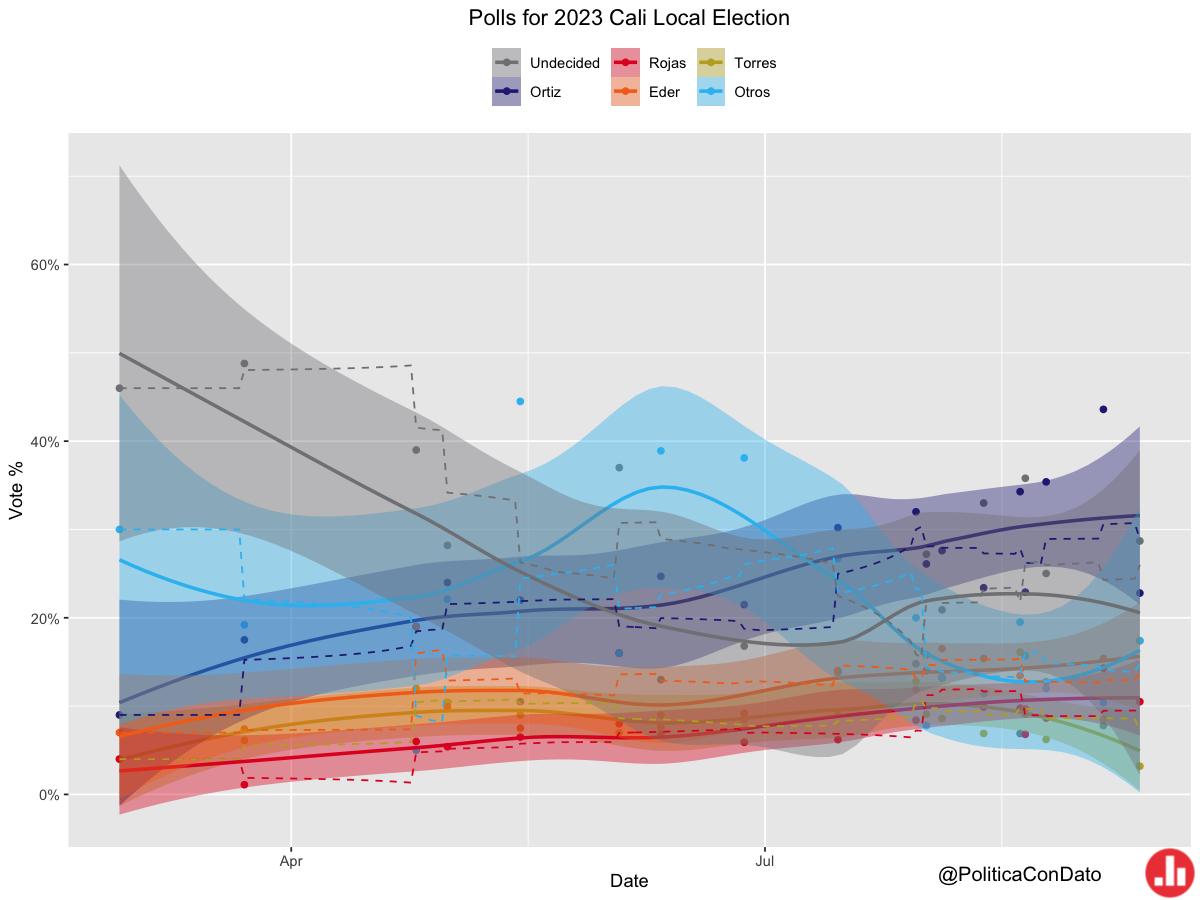 Polls for 2023 Cali Local Election
Undecided Rojas Torres
Ortiz Eder Otros
Vote %
60%
40%
20%
0%
Apr Jul
Date
@PoliticaConDato